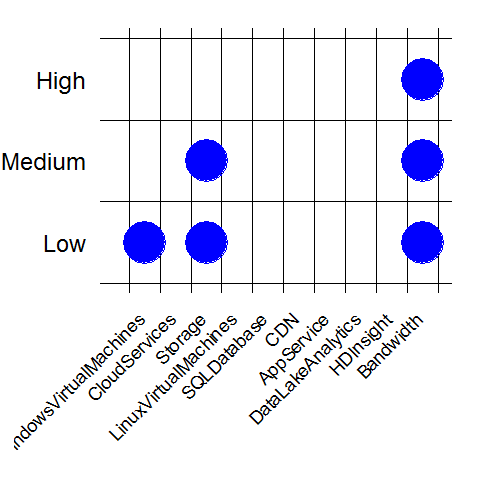 High
Medium
Low
ndowsVirtualMachines
CloudServices
Storage
LinuxVirtualMachines
SQLDatabase
CDN
AppService
DataLakeAnalytics
HDInsight
Bandwidth